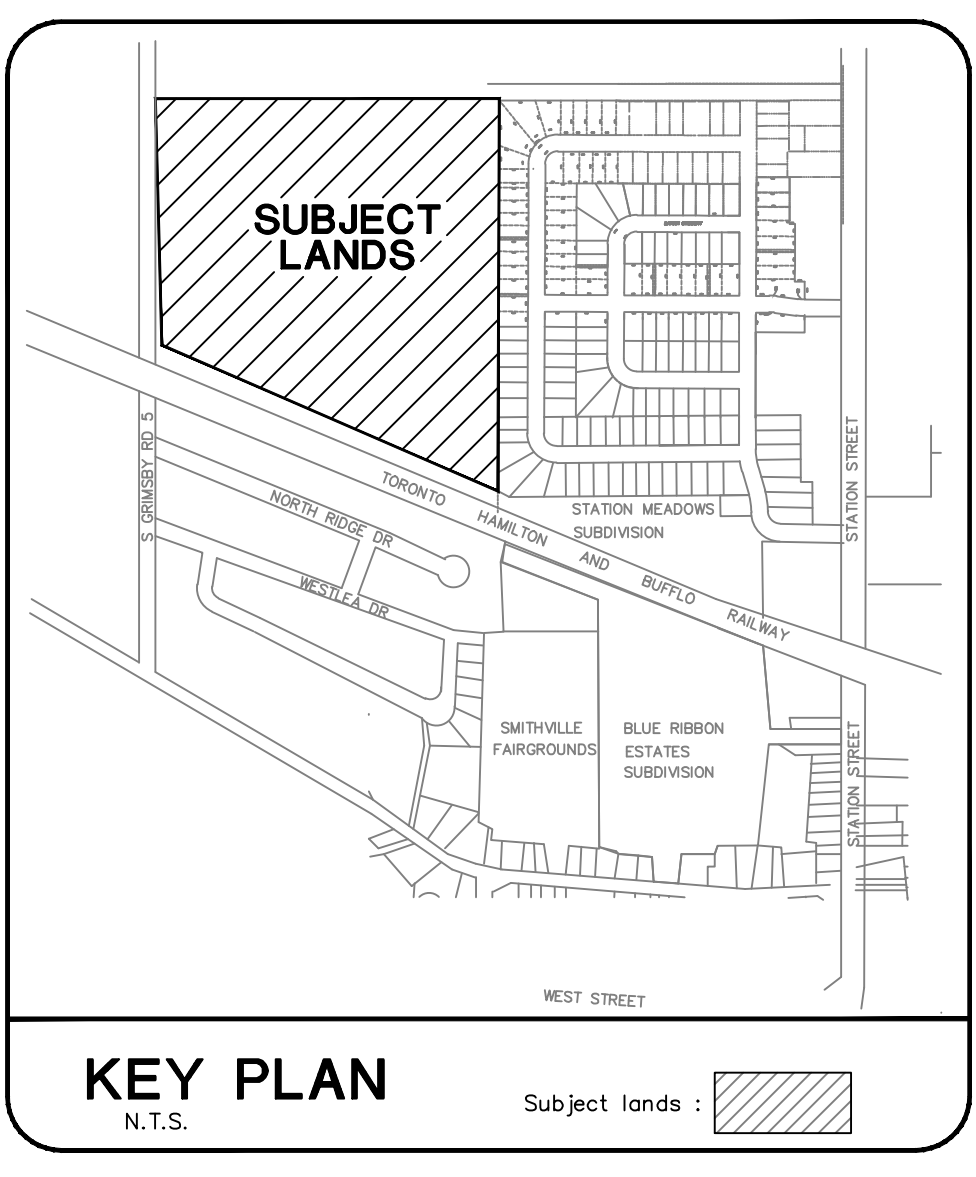 SUBJECT
LANDS
S GRIMSBY RD 5
STATION STREET
TORONTO HAMILTON AND BUFFLO RAILWAY
NORTH RIDGE DR
WESTLEA DR
STATION MEADOWS
SUBDIVISION
SMITHVILLE
FAIRGROUNDS
BLUE RIBBON
ESTATES
SUBDIVISION
STATION STREET
WEST STREET
KEY PLAN
N.T.S.
Subject lands :